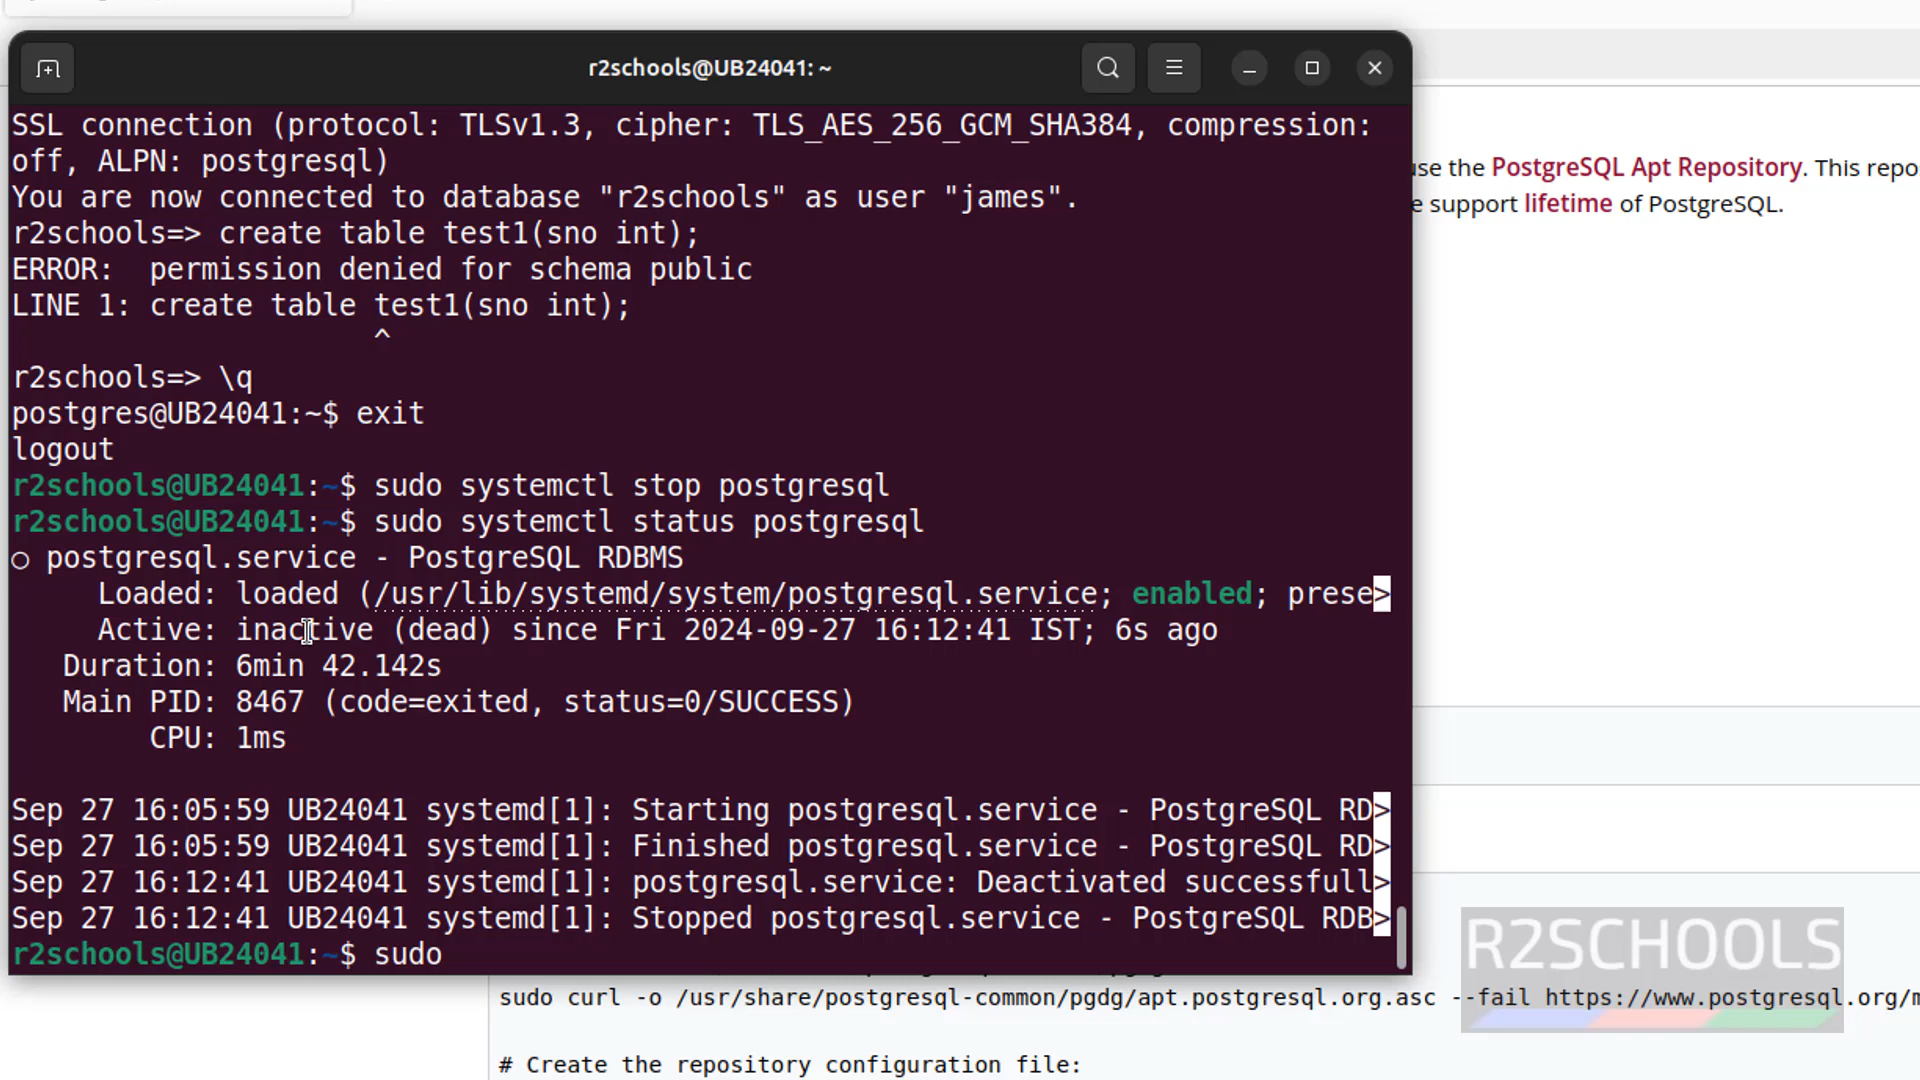 r2schools@UB24041: ~
SSL connection (protocol: TLSv1.3, cipher: TLS_AES_256_GCM_SHA384, compression:
off, ALPN: postgresql)
You are now connected to database "r2schools" as user "james".
r2schools=> create table test1(sno int);
ERROR:  permission denied for schema public
LINE 1: create table test1(sno int);
^
r2schools=> \q
postgres@UB24041:~$ exit
logout
r2schools@UB24041:~$ sudo systemctl stop postgresql
r2schools@UB24041:~$ sudo systemctl status postgresql
○ postgresql.service - PostgreSQL RDBMS
Loaded: loaded (/usr/lib/systemd/system/postgresql.service; enabled; prese>
Active: inactive (dead) since Fri 2024-09-27 16:12:41 IST; 6s ago
Duration: 6min 42.142s
Main PID: 8467 (code=exited, status=0/SUCCESS)
CPU: 1ms
Sep 27 16:05:59 UB24041 systemd[1]: Starting postgresql.service - PostgreSQL RD>
Sep 27 16:05:59 UB24041 systemd[1]: Finished postgresql.service - PostgreSQL RD>
Sep 27 16:12:41 UB24041 systemd[1]: postgresql.service: Deactivated successfull>
Sep 27 16:12:41 UB24041 systemd[1]: Stopped postgresql.service - PostgreSQL RDB>
r2schools@UB24041:~$ sudo
use the PostgreSQL Apt Repository. This repo
e support lifetime of PostgreSQL.
R2SCHOOLS
sudo curl -o /usr/share/postgresql-common/pgdg/apt.postgresql.org.asc --fail https://www.postgresql.org/m
# Create the repository configuration file: